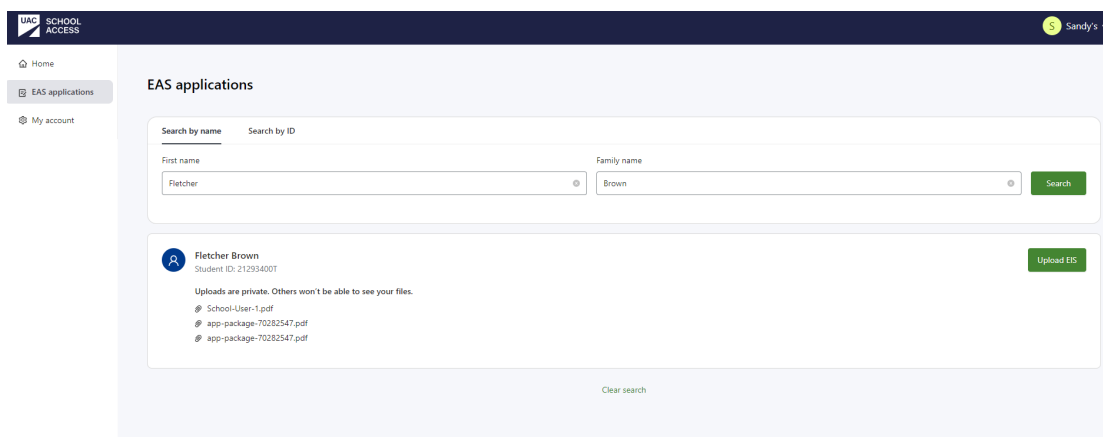 UAC SCHOOL
ACCESS
S Sandy's
Home
EAS applications
My account
EAS applications
Search by name Search by ID
First name Family name
Fletcher Brown Search
Fletcher Brown Upload EIS
Student ID: 21293400T
Uploads are private. Others won't be able to see your files.
School-User-1.pdf
app-package-70282547.pdf
app-package-70282547.pdf
Clear search